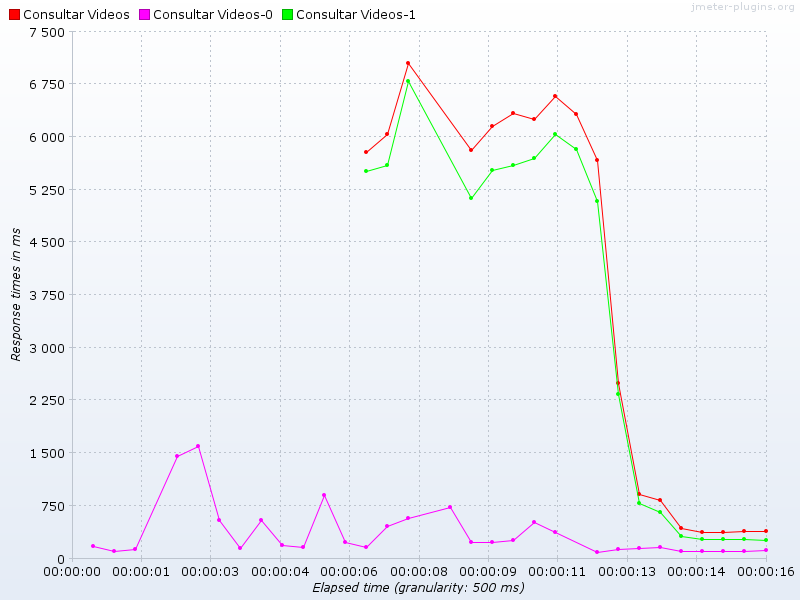 jmeter-plugins.org
Consultar Videos Consultar Videos-0 Consultar Videos-1
7 500
6 750
6 000
5 250
4 500
3 750
3 000
2 250
1 500
750
0
Response times in ms
00:00:00 00:00:01 00:00:03 00:00:04 00:00:06 00:00:08 00:00:09 00:00:11 00:00:13 00:00:14 00:00:16
Elapsed time (granularity: 500 ms)